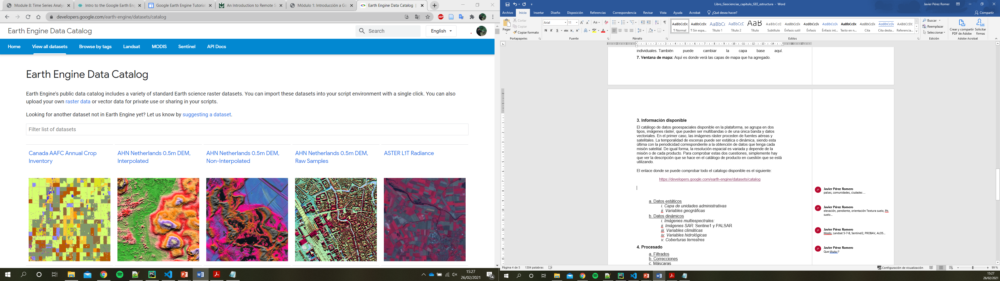 Module 8: Time Series Analys
Intro to the Google Earth Eng
Google Earth Engine Tutorial
An Introduction to Remote S
Módulo 1: Introducción a Go
Earth Engine Data Catalog |
developers.google.com/earth-engine/datasets/catalog
Earth Engine Data Catalog
Search
English
Home
View all datasets
Browse by tags
Landsat
MODIS
Sentinel
API Docs
Earth Engine Data Catalog
Earth Engine's public data catalog includes a variety of standard Earth science raster datasets. You can import these datasets into your script environment with a single click. You can also
upload your own raster data or vector data for private use or sharing in your scripts.
Looking for another dataset not in Earth Engine yet? Let us know by suggesting a dataset.
Filter list of datasets
Canada AAFC Annual Crop
Inventory
AHN Netherlands 0.5m DEM,
Interpolated
AHN Netherlands 0.5m DEM,
Non-Interpolated
AHN Netherlands 0.5m DEM,
Raw Samples
ASTER L1T Radiance
15:27
26/02/2021
14
Libro_Geociencias_capitulo_GEE_estructura - Word
Javier Pérez Romer
Archivo
Inicio
Insertar
Diseño
Disposición
Referencias
Correspondencia
Revisar
Vista
Ayuda
Acrobat
¿Qué desea hacer?
Compartir
Pegar
Cortar
Copiar
Copiar formato
Portapapeles
Arial
11
N K S abc x₂ x²
Fuente
Párrafo
¶ Normal
¶ Sin espa...
Título 1
Título 2
Título
Subtítulo
Énfasis sutil
Énfasis
Énfasis int...
Texto en n...
Cita
Cita desta...
Referencia...
Estilos
Buscar
Reemplazar
Seleccionar
Edición
Crear y compartir
PDF de Adobe
Solicitar
firmas
Adobe Acrobat
individuales. También puede cambiar la capa base aquí.
7. Ventana de mapa: Aquí es donde verá las capas de mapa que ha agregado.
3. Información disponible
El catálogo de datos geoespaciales disponible en la plataforma, se agrupa en dos
tipos, imágenes ráster, que pueden ser multibandas o de una única banda y datos
vectoriales. En el primer caso, las imágenes ráster proceden de fuentes aéreas y
satelitales. La temporalidad de escenas puede ser estática o dinámica, siendo esta
última con la periodicidad correspondiente a la obtención de datos que tenga cada
misión satelital. De igual forma, la resolución espacial es variada y depende de la
misión o de cada producto. Para comprobar estas dos cuestiones, simplemente hay
que ver la descripción que se hace en el catálogo de producto en cuestión que se está
utilizando.
El enlace donde se puede comprobar todo el catalogo disponible es el siguiente:
https://developers.google.com/earth-engine/datasets/catalog
a. Datos estáticos
i. Capa de unidades administrativas
ii. Variables geográficas
b. Datos dinámicos
i. Imágenes multiespectrales:
ii. Imágenes SAR: Sentine1 y PALSAR
iii. Variables climáticas
iv. Variables hidrológicas
v. Coberturas terrestres
4. Procesado
a. Filtrados
b. Correcciones
c. Máscaras
Javier Pérez Romero
países, comunidades, ciudades ...
Javier Pérez Romero
elevación, pendiente, orientación Textura suelo, Ph
suelo...
Javier Pérez Romero
Modis, Landsat 5-7-8, Sentinel2, PROBAV, ALOS...
Javier Pérez Romero
Que título¿?
Página 4 de 5
1304 palabras
Configuración de visualización
99 %
15:27
26/02/2021